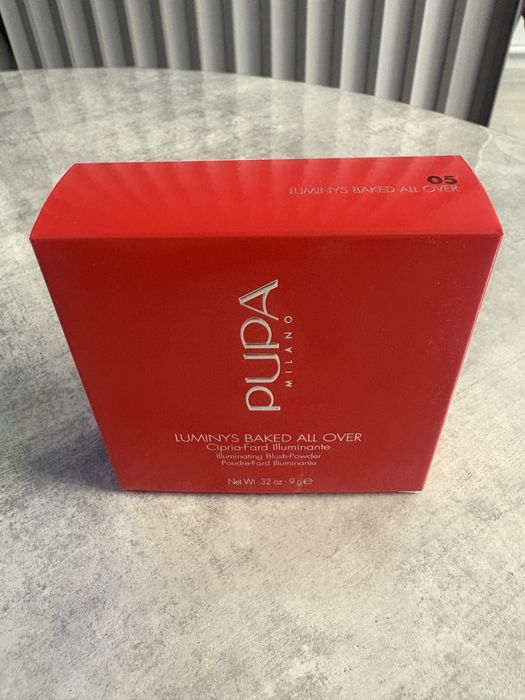 05
LUMINYS BAKED ALL OVER
PUPA
MILANO
LUMINYS BAKED ALL OVER
Cipria-Fard Illuminante
Illuminating Blush-Powder
Poudre-Fard Illuminante
Net Wt .32 oz - 9 g e